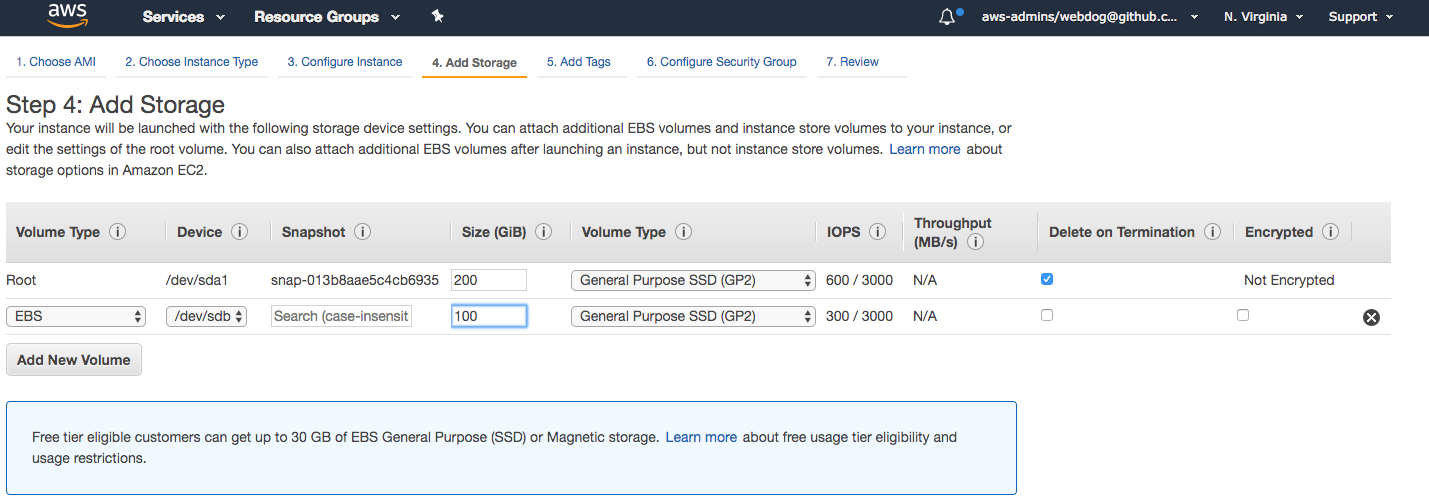 aws Services Resource Groups aws-admins/webdog@github.c... N. Virginia Support
1. Choose AMI 2. Choose Instance Type 3. Configure Instance 4. Add Storage 5. Add Tags 6. Configure Security Group 7. Review
Step 4: Add Storage
Your instance will be launched with the following storage device settings. You can attach additional EBS volumes and instance store volumes to your instance, or
edit the settings of the root volume. You can also attach additional EBS volumes after launching an instance, but not instance store volumes. Learn more about
storage options in Amazon EC2.
Volume Type i Device i Snapshot i Size (GiB) i Volume Type i IOPS i Throughput
(MB/s) i Delete on Termination i Encrypted i
Root /dev/sda1 snap-013b8aae5c4cb6935 200 General Purpose SSD (GP2) 600 / 3000 N/A Not Encrypted
EBS /dev/sdb Search (case-insensit 100 General Purpose SSD (GP2) 300 / 3000 N/A
Add New Volume
Free tier eligible customers can get up to 30 GB of EBS General Purpose (SSD) or Magnetic storage. Learn more about free usage tier eligibility and
usage restrictions.